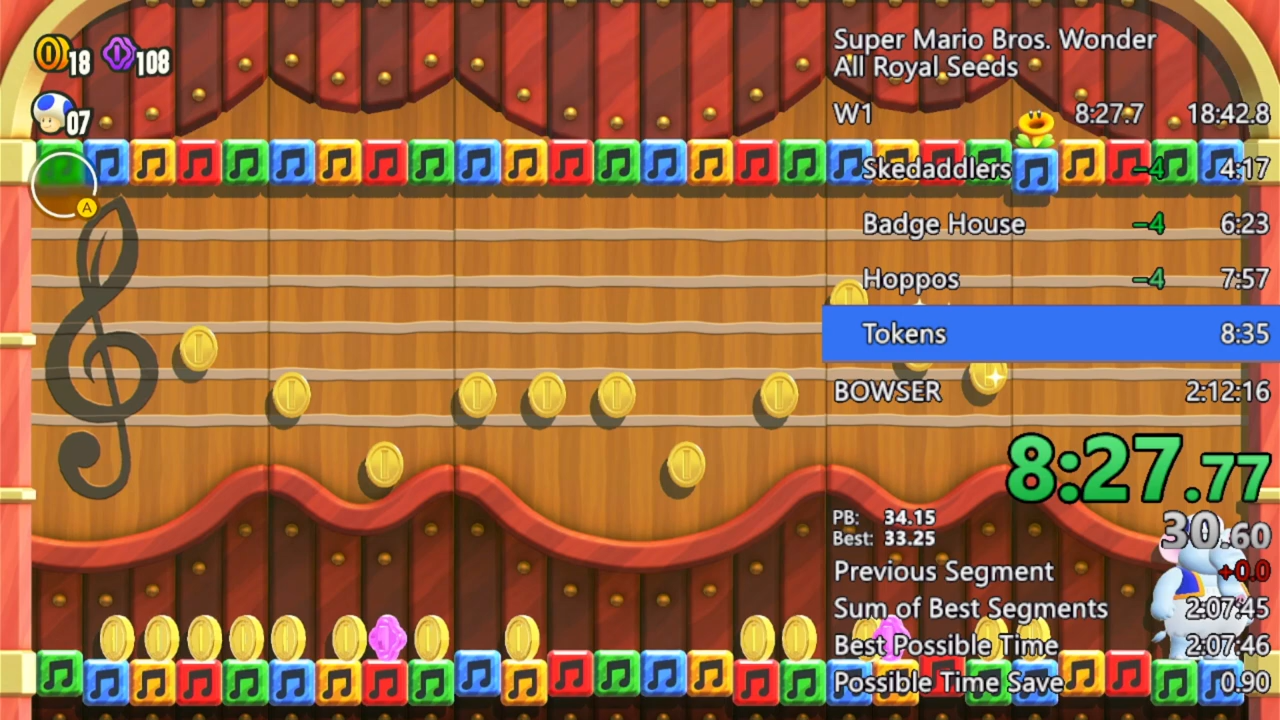 18 108
07
A
Super Mario Bros. Wonder
All Royal Seeds
W1 8:27.7 18:42.8
Skedaddlers -4 4:17
Badge House -4 6:23
Hoppos -4 7:57
Tokens 8:35
BOWSER 2:12:16
8:27.77
PB: 34.15
Best: 33.25
30.60
Previous Segment +0.0
Sum of Best Segments 2:07:45
Best Possible Time 2:07:46
Possible Time Save 0.90